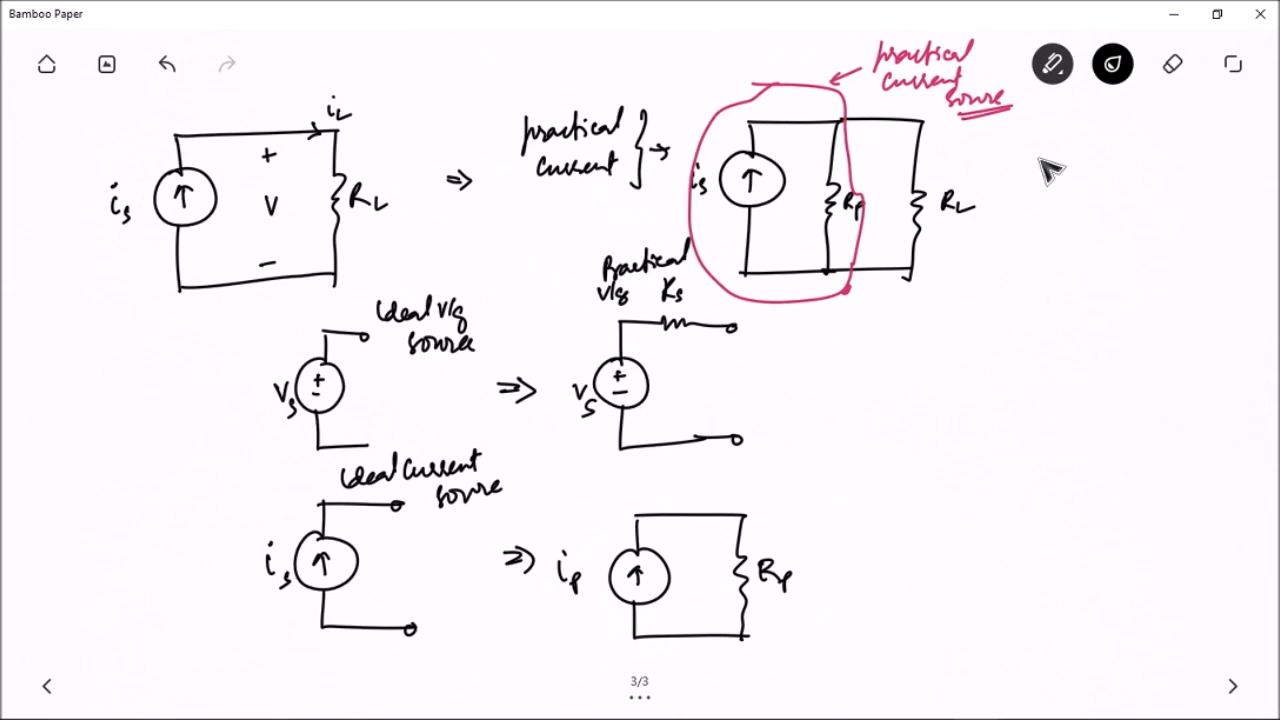 Bamboo Paper
practical
current
source
iL
+
V
−
is
RL
⇒
practical
current
} →
is
Rp
RL
Ideal v/g
source
Vs
+
-
⇒
Practical
v/g Rs
Vs
+
−
Ideal current
source
is
⇒
ip
Rp
3/3